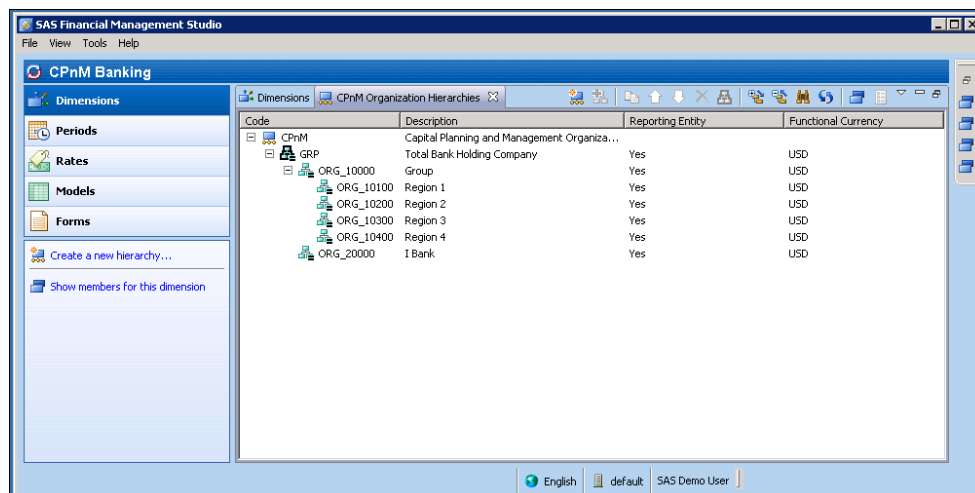 SAS Financial Management Studio
File View Tools Help
CPnM Banking
Dimensions
Periods
Rates
Models
Forms
Create a new hierarchy...
Show members for this dimension
Dimensions CPnM Organization Hierarchies
Code Description Reporting Entity Functional Currency
CPnM Capital Planning and Management Organiza...
GRP Total Bank Holding Company Yes USD
ORG_10000 Group Yes USD
ORG_10100 Region 1 Yes USD
ORG_10200 Region 2 Yes USD
ORG_10300 Region 3 Yes USD
ORG_10400 Region 4 Yes USD
ORG_20000 I Bank Yes USD
English default SAS Demo User